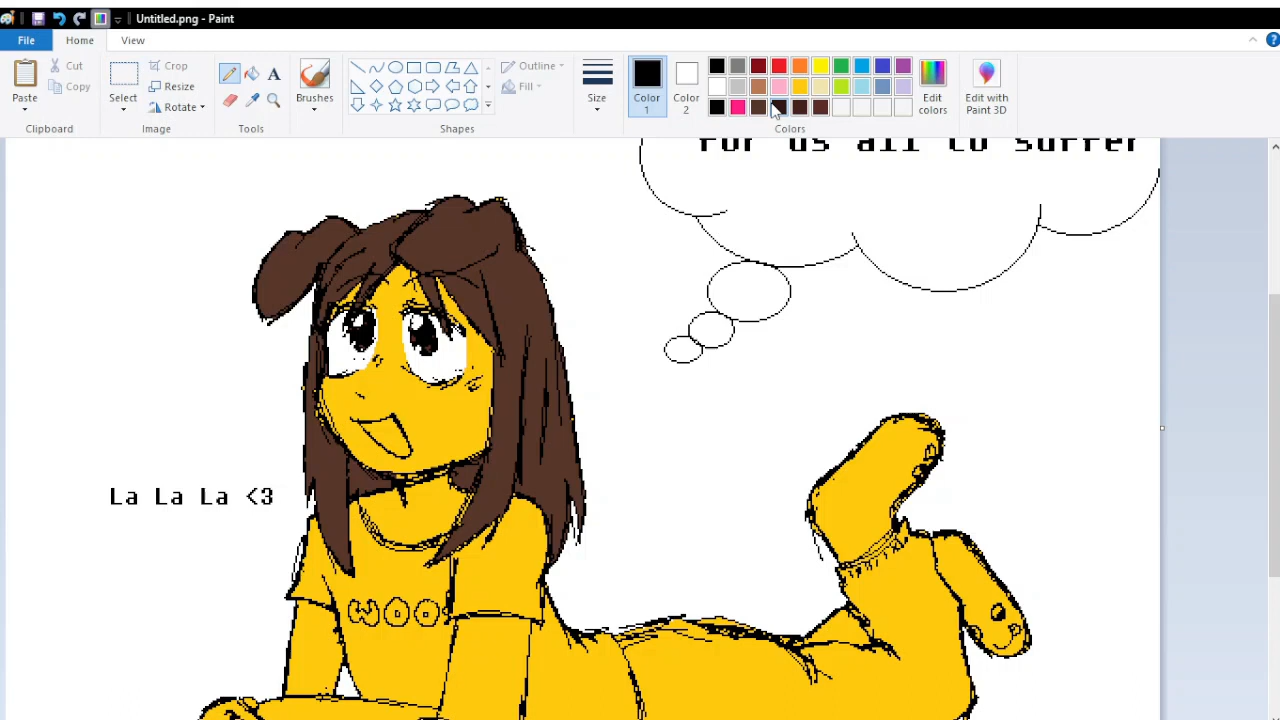 Untitled.png - Paint
File
Home
View
Paste
Cut
Copy
Clipboard
Select
Crop
Resize
Rotate
Image
A
Tools
Brushes
Outline
Fill
Shapes
Size
Color
1
Color
2
Colors
Edit
colors
Edit with
Paint 3D
?
for us all to suffer
La La La <3
WOO